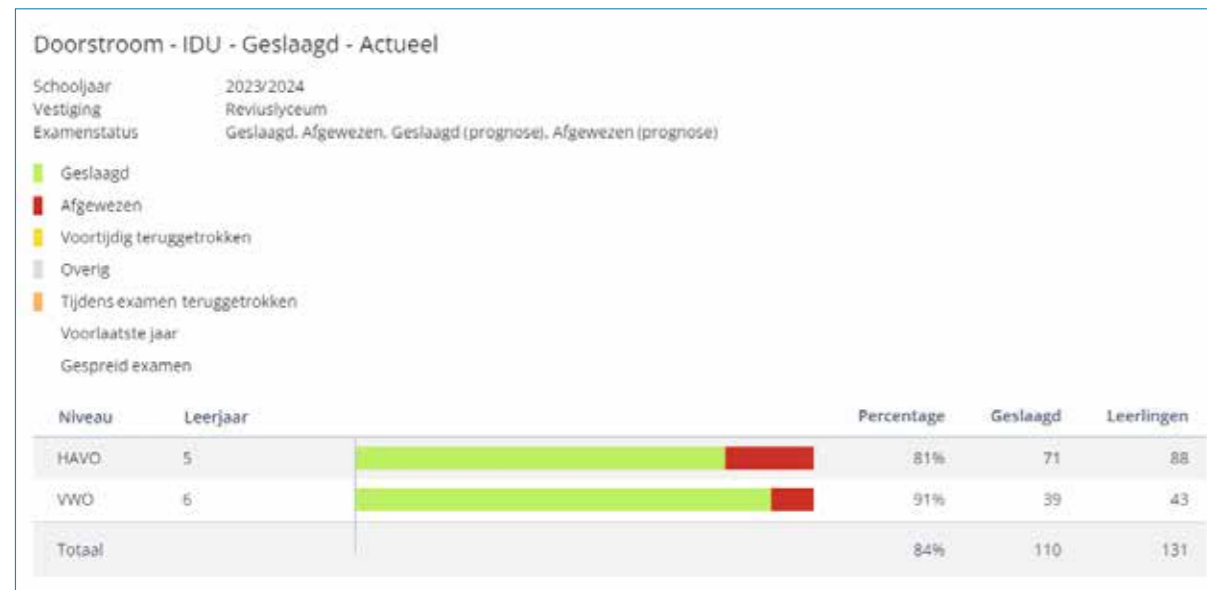 Doorstroom - IDU - Geslaagd - Actueel
Schooljaar 2023/2024
Vestiging Reviuslyceum
Examenstatus Geslaagd, Afgewezen, Geslaagd (prognose), Afgewezen (prognose)
Geslaagd
Afgewezen
Voortijdig teruggetrokken
Overig
Tijdens examen teruggetrokken
Voorlaatste jaar
Gespreid examen
Niveau Leerjaar Percentage Geslaagd Leerlingen
HAVO 5 81% 71 88
VWO 6 91% 39 43
Totaal 84% 110 131